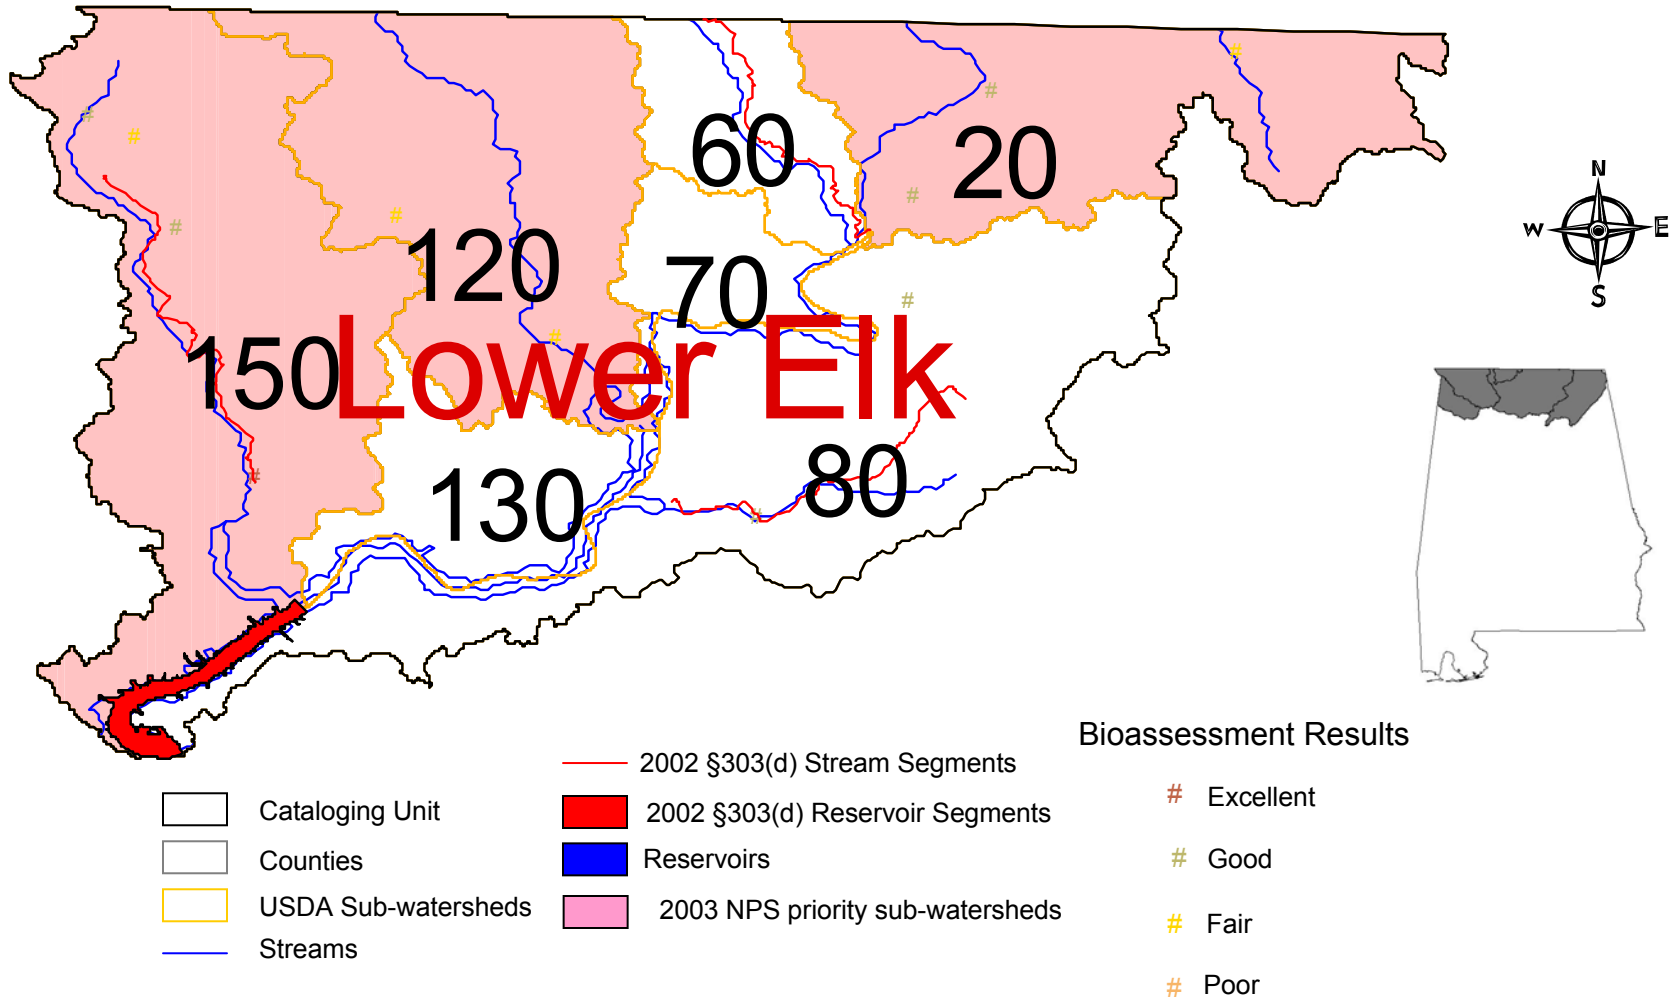 60
20
120
70
150
Lower Elk
130
80
N
W
E
S
Bioassessment Results
# Excellent
# Good
# Fair
# Poor
2002 §303(d) Stream Segments
2002 §303(d) Reservoir Segments
Reservoirs
2003 NPS priority sub-watersheds
Cataloging Unit
Counties
USDA Sub-watersheds
Streams